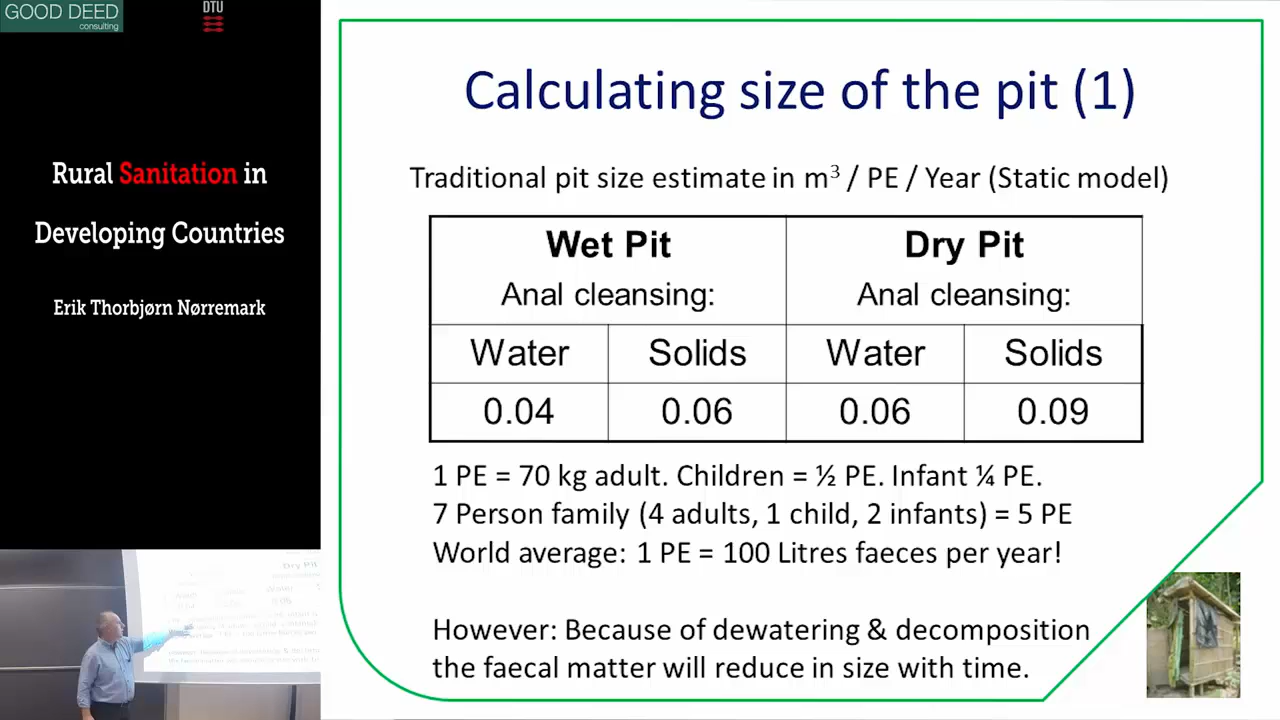 GOOD DEED
consulting
DTU
Rural Sanitation in
Developing Countries
Erik Thorbjørn Nørremark
Calculating size of the pit (1)
Traditional pit size estimate in m³ / PE / Year (Static model)
Wet Pit
Dry Pit
Anal cleansing:
Anal cleansing:
Water
Solids
Water
Solids
0.04
0.06
0.06
0.09
1 PE = 70 kg adult. Children = ½ PE. Infant ¼ PE.
7 Person family (4 adults, 1 child, 2 infants) = 5 PE
World average: 1 PE = 100 Litres faeces per year!
However: Because of dewatering & decomposition
the faecal matter will reduce in size with time.
Dry Pit